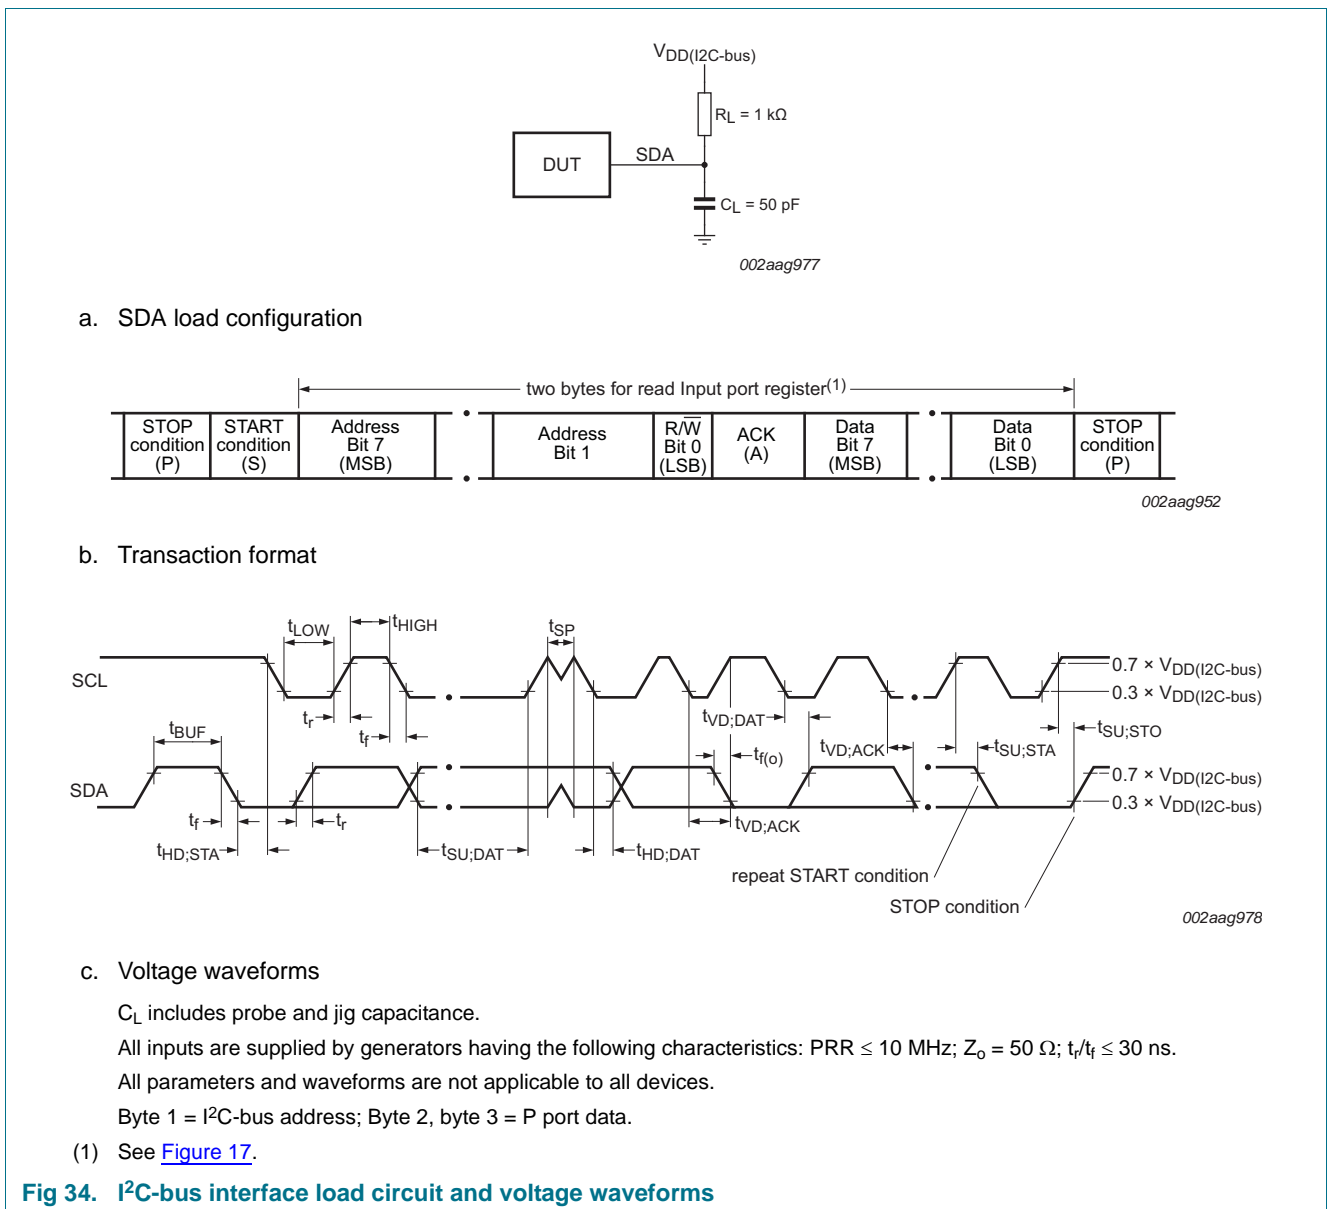 VDD(I2C-bus)
RL = 1 kΩ
DUT
SDA
CL = 50 pF
002aag977
a. SDA load configuration
two bytes for read Input port register(1)
STOP condition (P)
START condition (S)
Address Bit 7 (MSB)
Address Bit 1
R/W̅ Bit 0 (LSB)
ACK (A)
Data Bit 7 (MSB)
Data Bit 0 (LSB)
STOP condition (P)
002aag952
b. Transaction format
tLOW
tHIGH
tSP
SCL
0.7 × VDD(I2C-bus)
0.3 × VDD(I2C-bus)
tr
tf
tBUF
tVD;DAT
tf(o)
tVD;ACK
tSU;STA
tSU;STO
SDA
0.7 × VDD(I2C-bus)
0.3 × VDD(I2C-bus)
tf
tr
tVD;ACK
tHD;STA
tSU;DAT
tHD;DAT
repeat START condition
STOP condition
002aag978
c. Voltage waveforms
CL includes probe and jig capacitance.
All inputs are supplied by generators having the following characteristics: PRR ≤ 10 MHz; Zo = 50 Ω; tr/tf ≤ 30 ns.
All parameters and waveforms are not applicable to all devices.
Byte 1 = I2C-bus address; Byte 2, byte 3 = P port data.
(1) See Figure 17.
Fig 34. I2C-bus interface load circuit and voltage waveforms